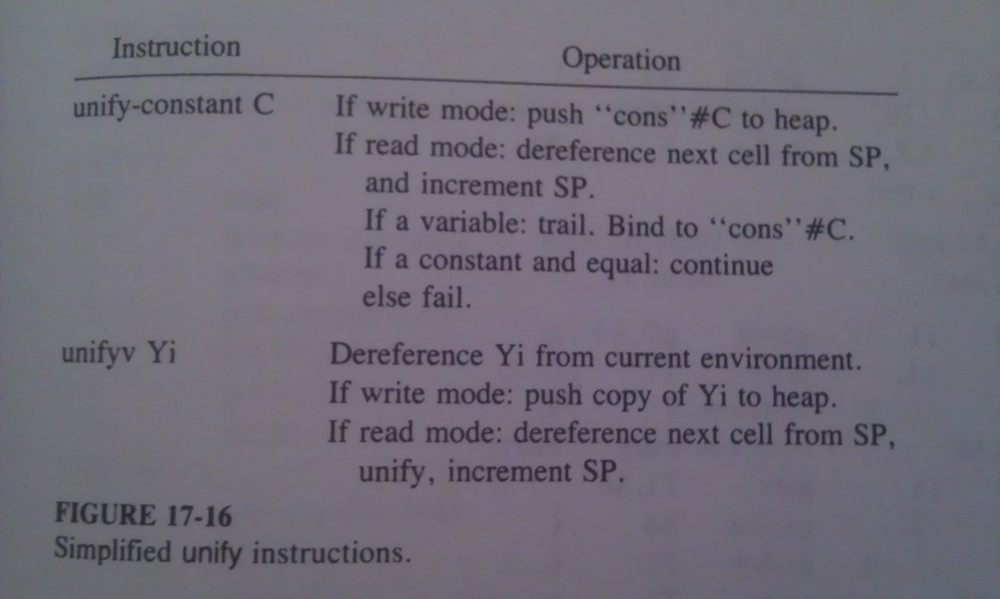 Instruction Operation
unify-constant C If write mode: push ‘‘cons’’#C to heap.
If read mode: dereference next cell from SP,
and increment SP.
If a variable: trail. Bind to ‘‘cons’’#C.
If a constant and equal: continue
else fail.
unifyv Yi Dereference Yi from current environment.
If write mode: push copy of Yi to heap.
If read mode: dereference next cell from SP,
unify, increment SP.
FIGURE 17-16
Simplified unify instructions.